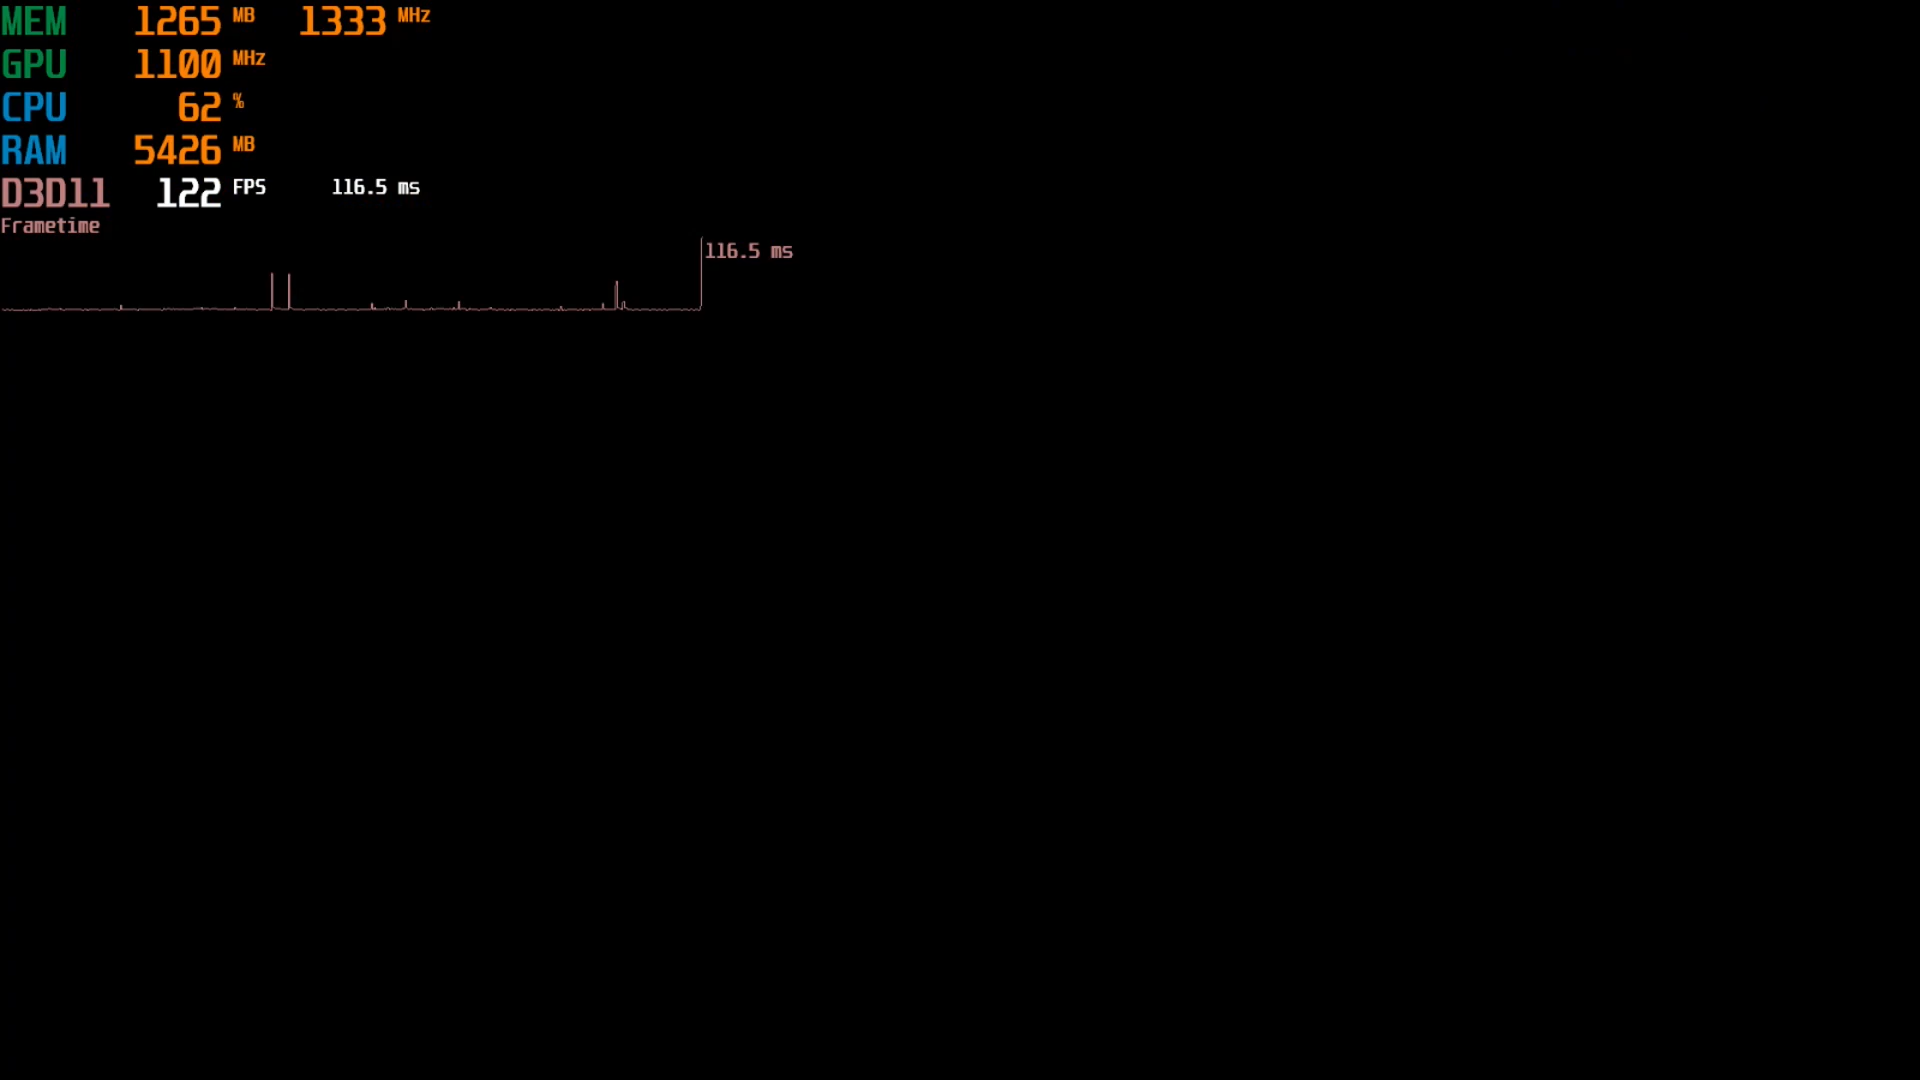 MEM 1265 MB 1333 MHz
GPU 1100 MHz
CPU 62 %
RAM 5426 MB
D3D11 122 FPS 116.5 ms
Frametime
116.5 ms